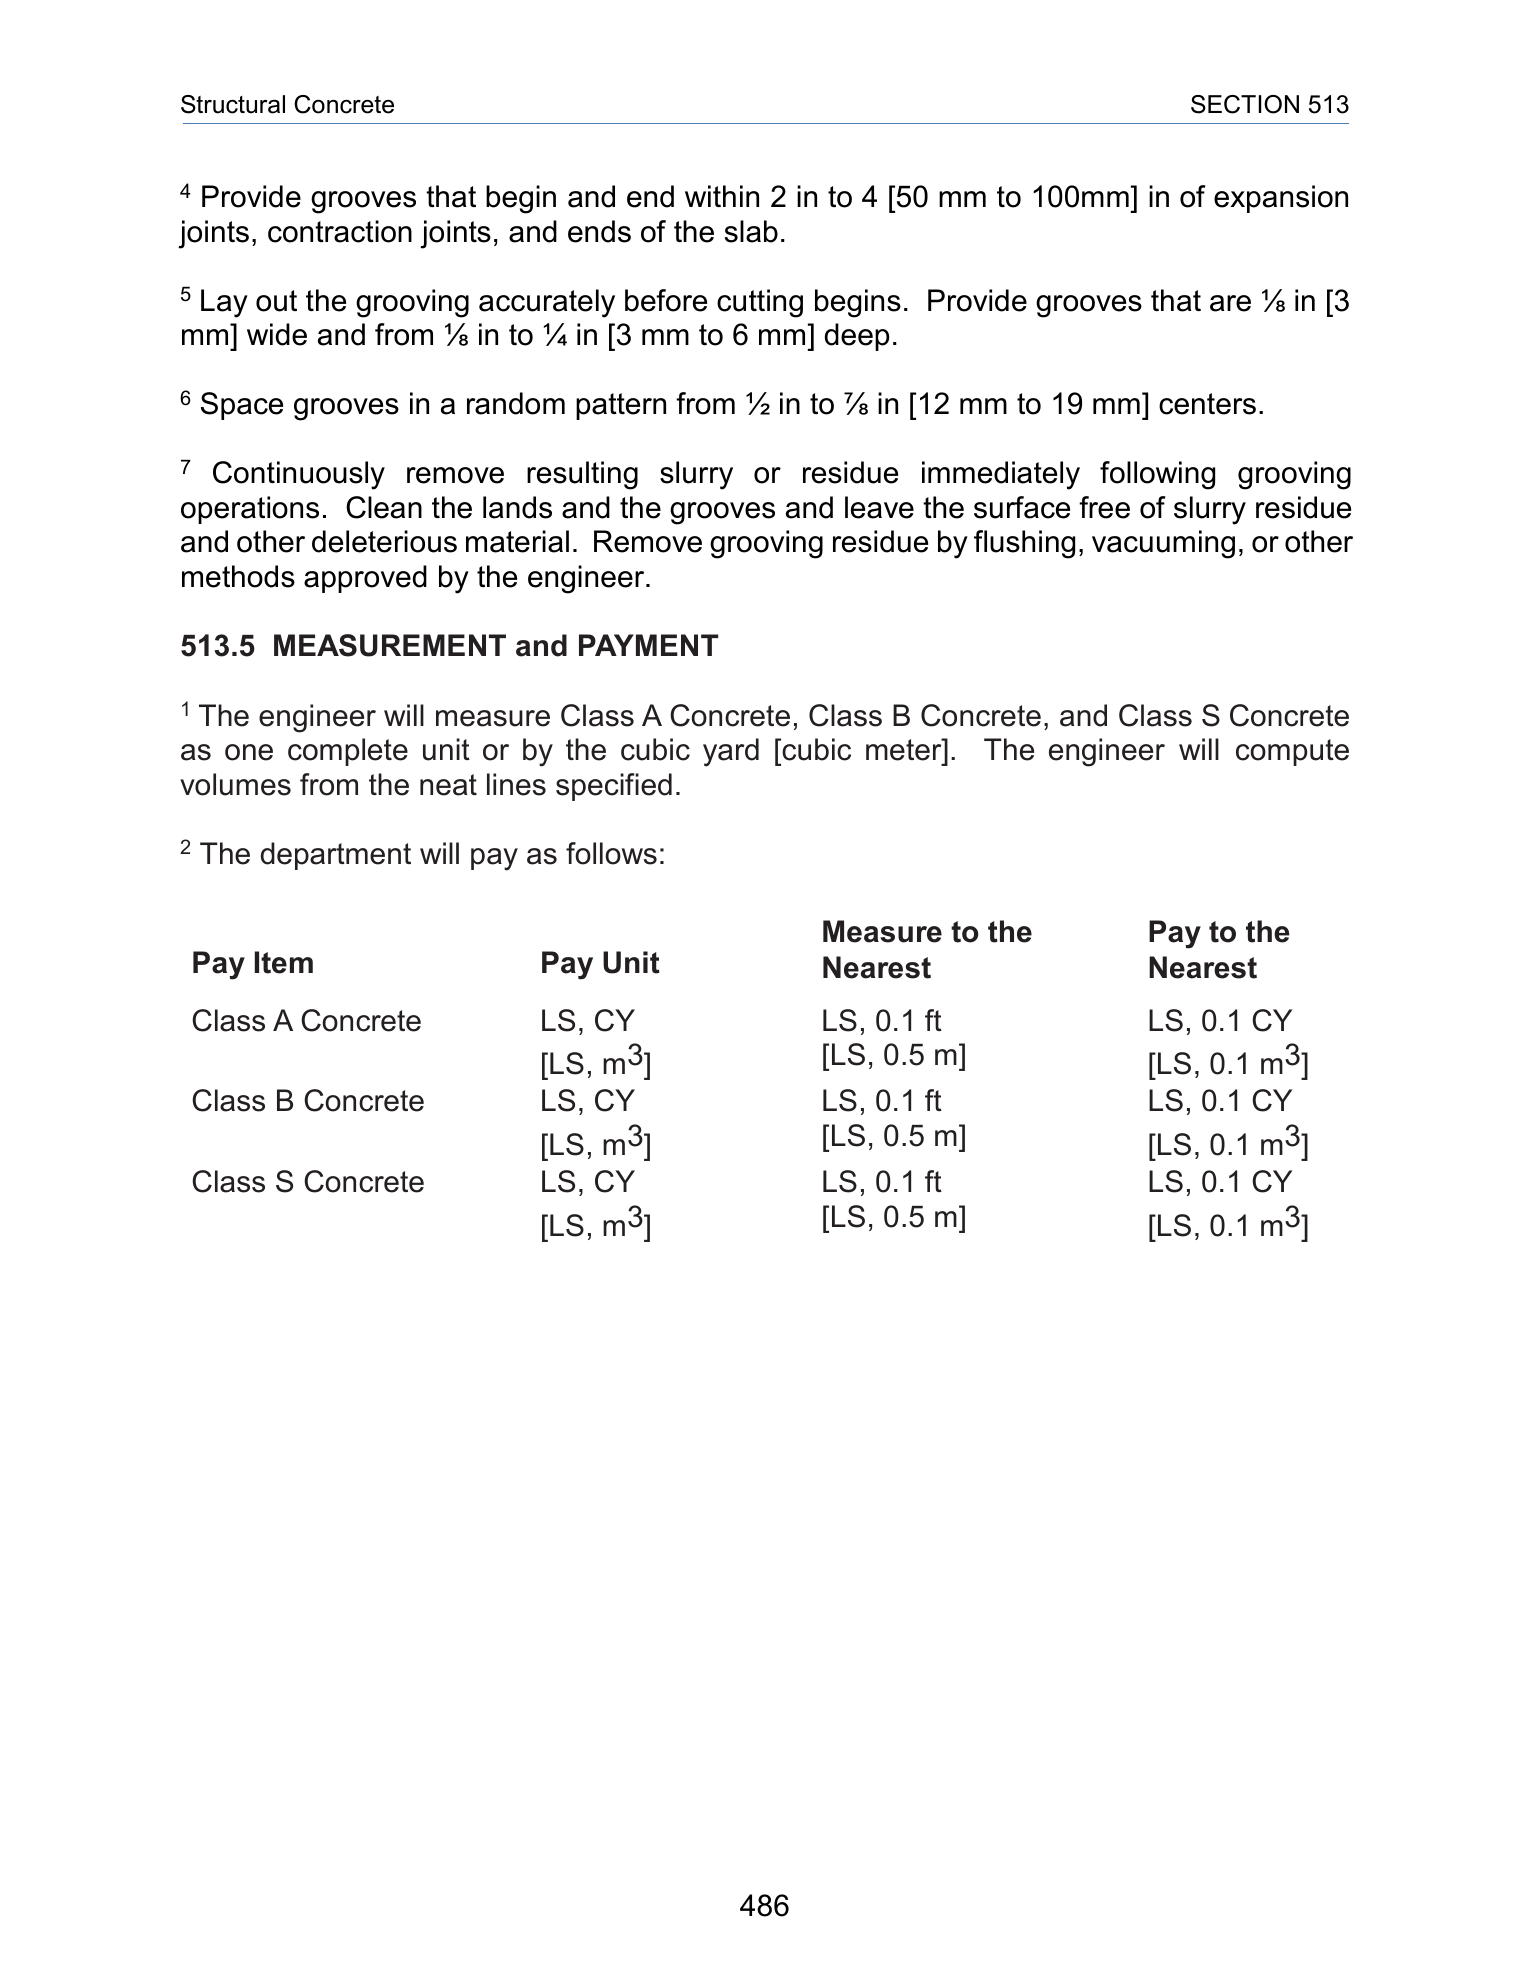 Structural Concrete SECTION 513
4 Provide grooves that begin and end within 2 in to 4 [50 mm to 100mm] in of expansion
joints, contraction joints, and ends of the slab.
5 Lay out the grooving accurately before cutting begins. Provide grooves that are ⅛ in [3
mm] wide and from ⅛ in to ¼ in [3 mm to 6 mm] deep.
6 Space grooves in a random pattern from ½ in to ⅞ in [12 mm to 19 mm] centers.
7 Continuously remove resulting slurry or residue immediately following grooving
operations. Clean the lands and the grooves and leave the surface free of slurry residue
and other deleterious material. Remove grooving residue by flushing, vacuuming, or other
methods approved by the engineer.
513.5 MEASUREMENT and PAYMENT
1 The engineer will measure Class A Concrete, Class B Concrete, and Class S Concrete
as one complete unit or by the cubic yard [cubic meter]. The engineer will compute
volumes from the neat lines specified.
2 The department will pay as follows:
Pay Item Pay Unit Measure to the Nearest Pay to the Nearest
Class A Concrete LS, CY LS, 0.1 ft LS, 0.1 CY
[LS, m3] [LS, 0.5 m] [LS, 0.1 m3]
Class B Concrete LS, CY LS, 0.1 ft LS, 0.1 CY
[LS, m3] [LS, 0.5 m] [LS, 0.1 m3]
Class S Concrete LS, CY LS, 0.1 ft LS, 0.1 CY
[LS, m3] [LS, 0.5 m] [LS, 0.1 m3]
486